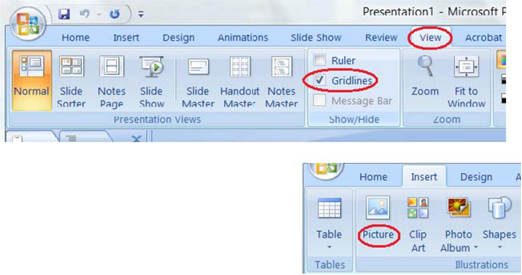 Presentation1 - Microsoft P
Home Insert Design Animations Slide Show Review View Acrobat
Ruler
Gridlines
Message Bar
Normal Slide Sorter Notes Page Slide Show Slide Master Handout Master Notes Master Zoom Fit to Window
Presentation Views Show/Hide Zoom
Home Insert Design A
Table Picture Clip Art Photo Album Shapes
Tables Illustrations